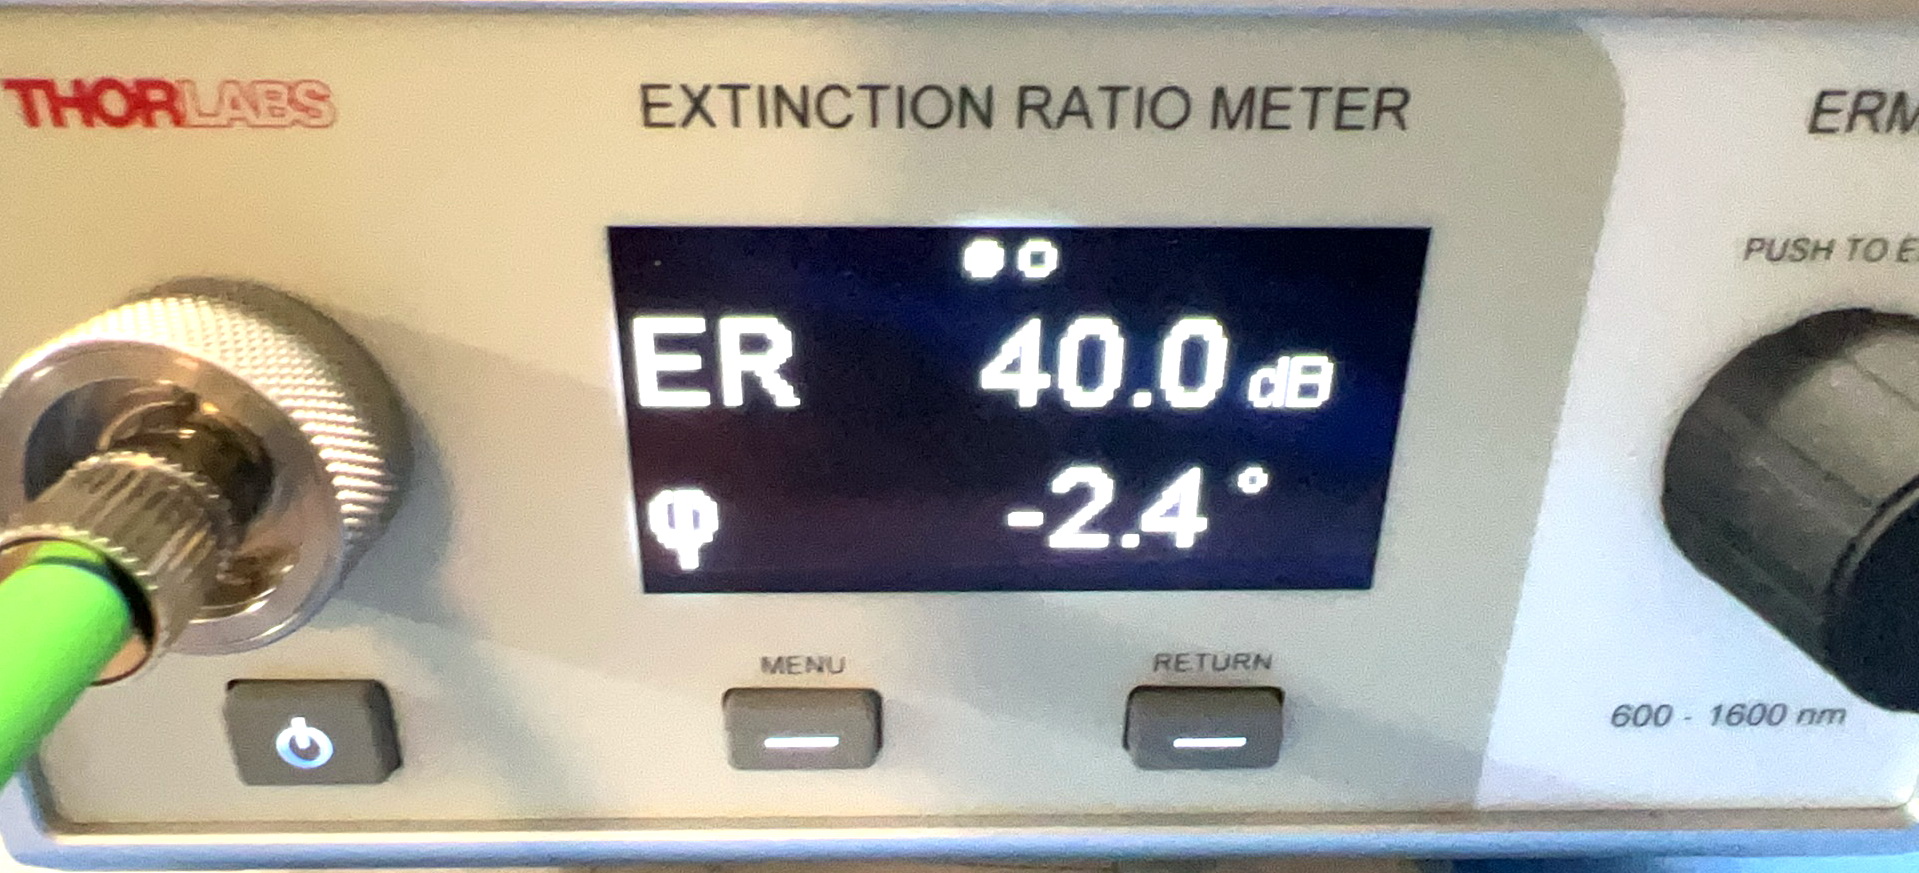 THORLABS
EXTINCTION RATIO METER
ERM
PUSH TO E
ER 40.0 dB
φ -2.4 °
MENU
RETURN
600 - 1600 nm